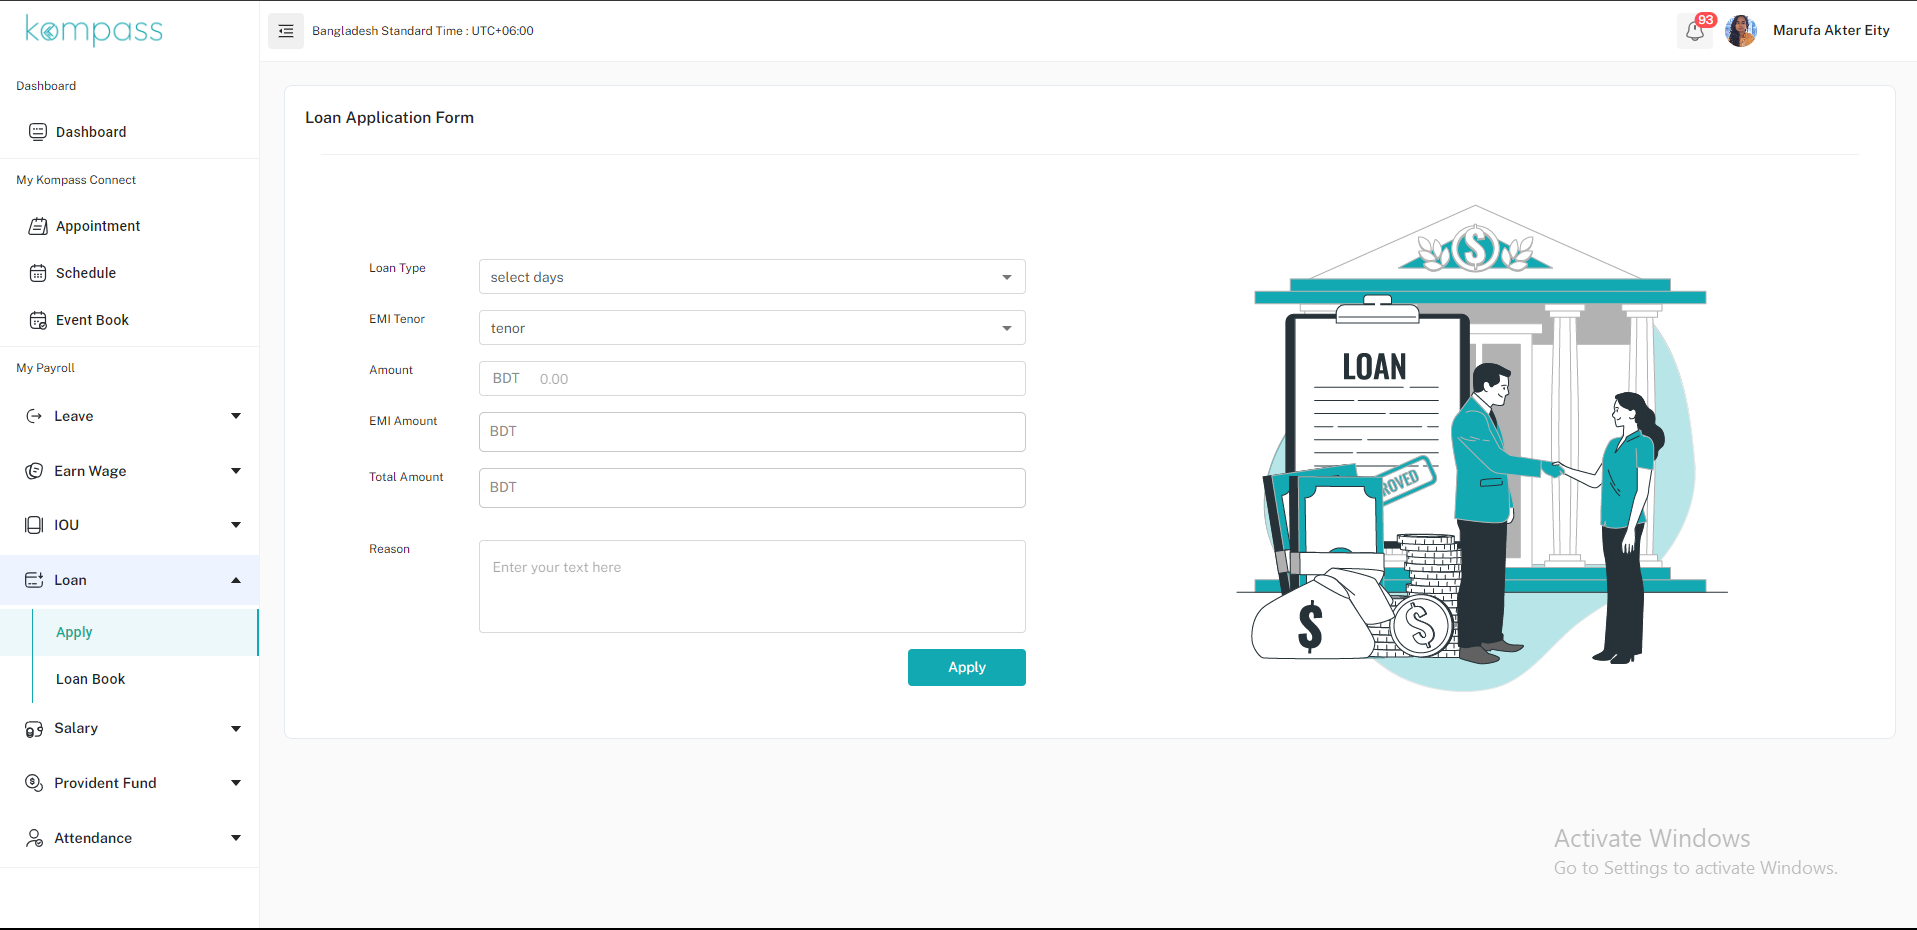 kompass
Bangladesh Standard Time : UTC+06:00
93
Marufa Akter Eity
Dashboard
Dashboard
My Kompass Connect
Appointment
Schedule
Event Book
My Payroll
Leave
Earn Wage
IOU
Loan
Apply
Loan Book
Salary
Provident Fund
Attendance
Loan Application Form
Loan Type
select days
EMI Tenor
tenor
Amount
BDT 0.00
EMI Amount
BDT
Total Amount
BDT
Reason
Enter your text here
Apply
$
LOAN
ROVED
$
$
Activate Windows
Go to Settings to activate Windows.